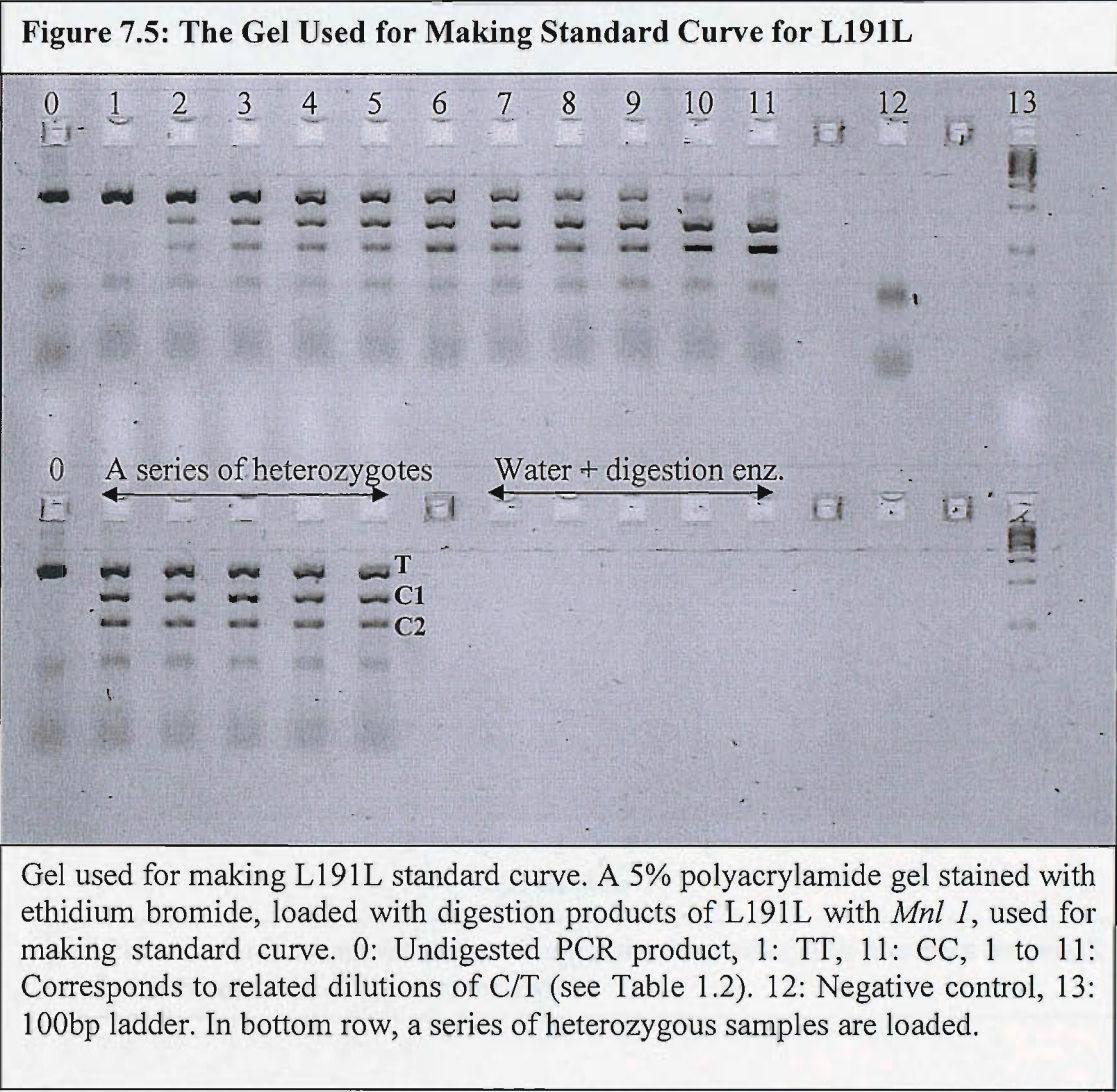 Figure 7.5: The Gel Used for Making Standard Curve for L191L
0 1 2 3 4 5 6 7 8 9 10 11 12 13
0 A series of heterozygotes Water + digestion enz.
T
C1
C2
Gel used for making L191L standard curve. A 5% polyacrylamide gel stained with
ethidium bromide, loaded with digestion products of L191L with Mnl 1, used for
making standard curve. 0: Undigested PCR product, 1: TT, 11: CC, 1 to 11:
Corresponds to related dilutions of C/T (see Table 1.2). 12: Negative control, 13:
100bp ladder. In bottom row, a series of heterozygous samples are loaded.